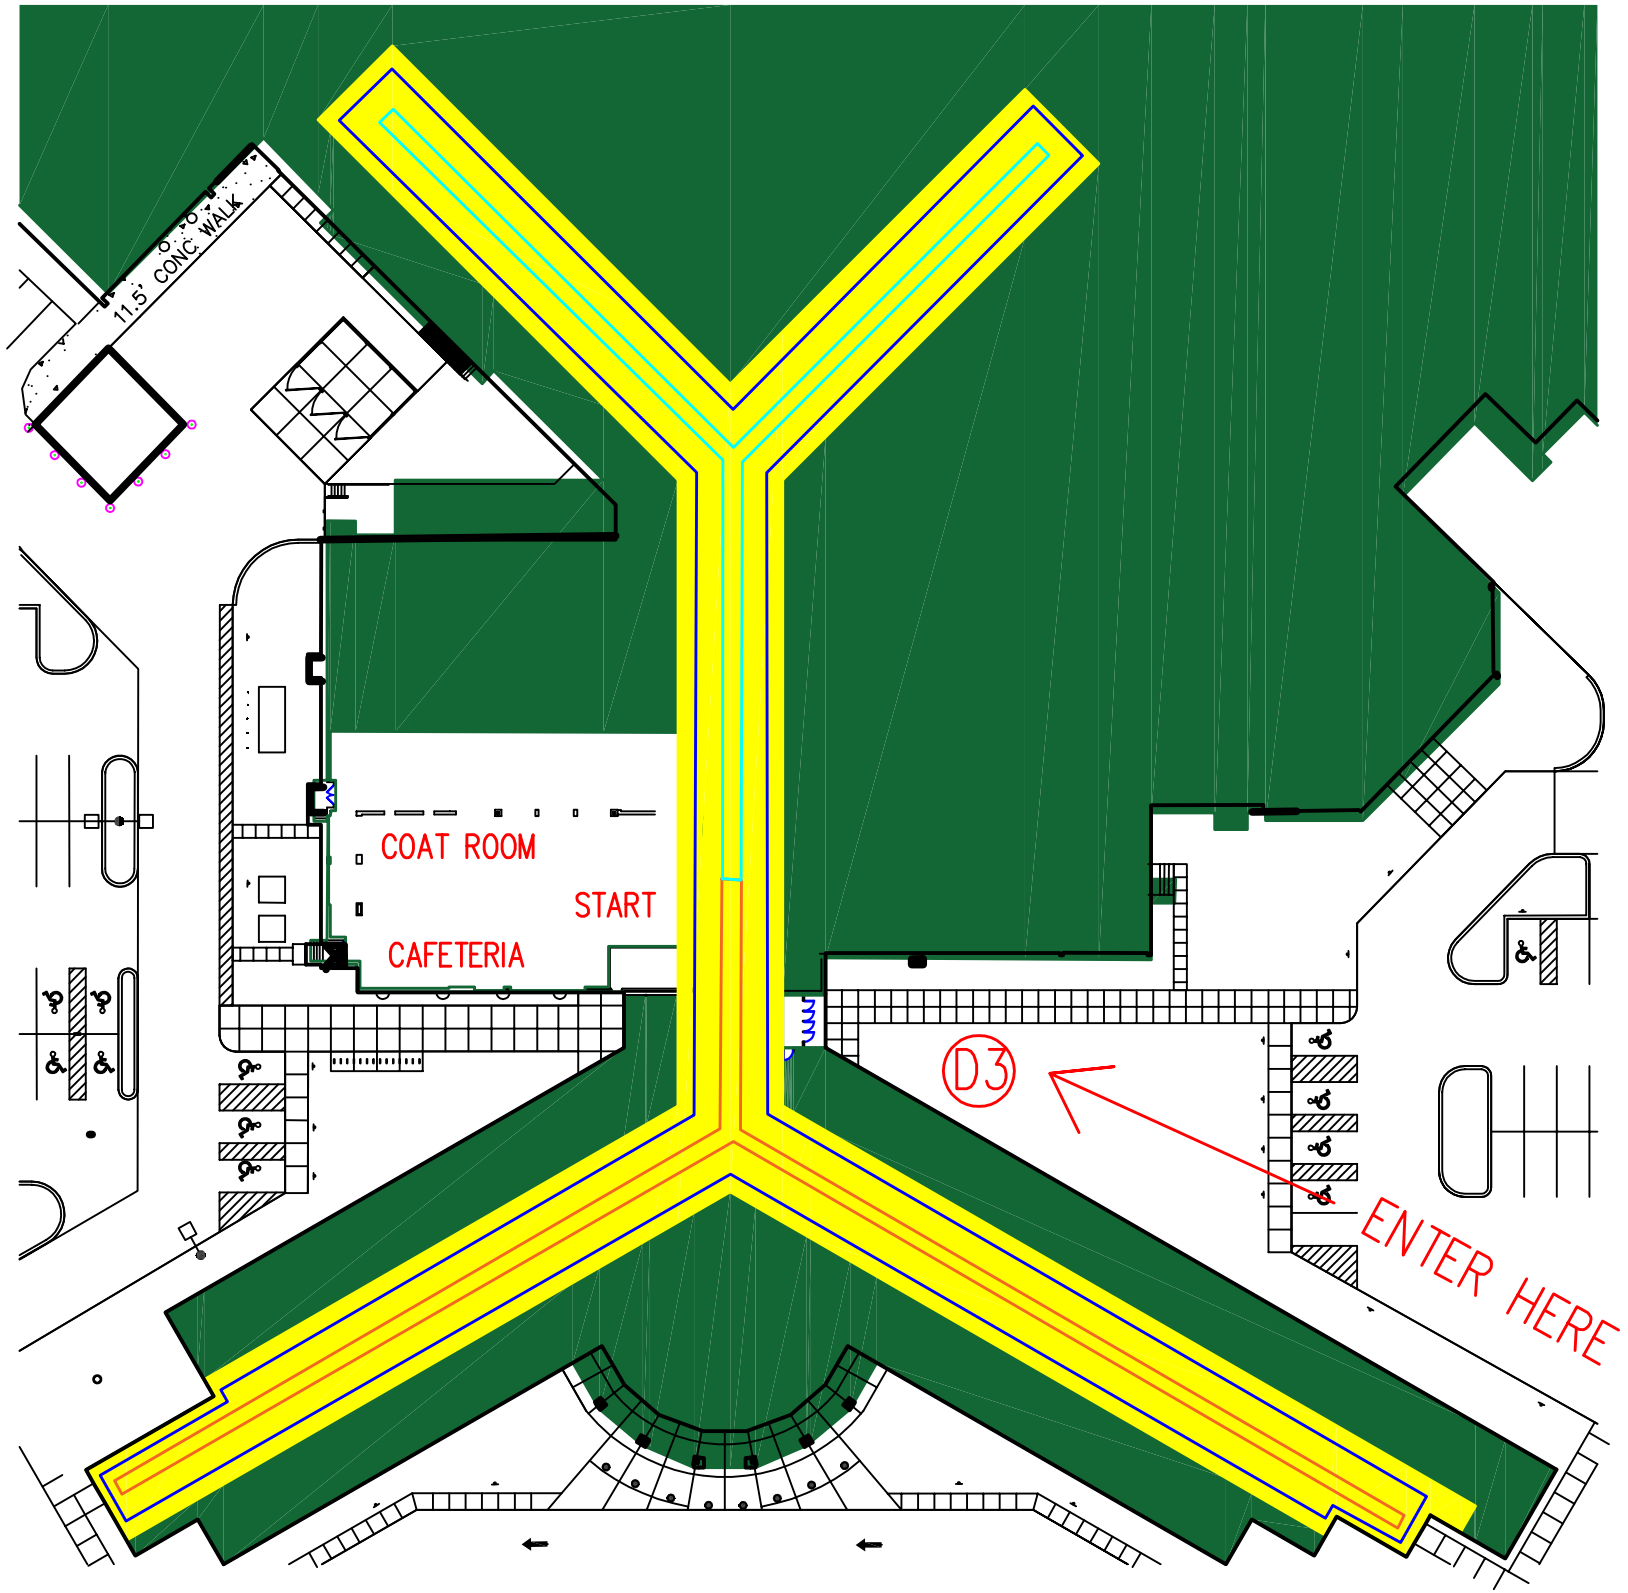 11.5' CONC. WALK
COAT ROOM
START
CAFETERIA
D3
ENTER HERE